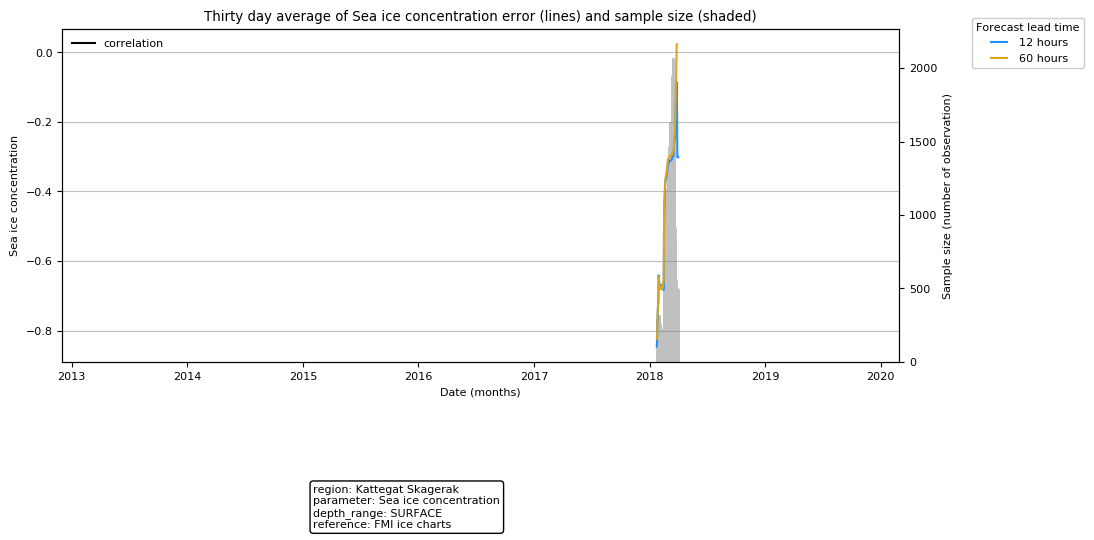 Thirty day average of Sea ice concentration error (lines) and sample size (shaded)
correlation
Forecast lead time
12 hours
60 hours
0.0
−0.2
−0.4
−0.6
−0.8
Sea ice concentration
2000
1500
1000
500
0
Sample size (number of observation)
2013 2014 2015 2016 2017 2018 2019 2020
Date (months)
region: Kattegat Skagerak
parameter: Sea ice concentration
depth_range: SURFACE
reference: FMI ice charts